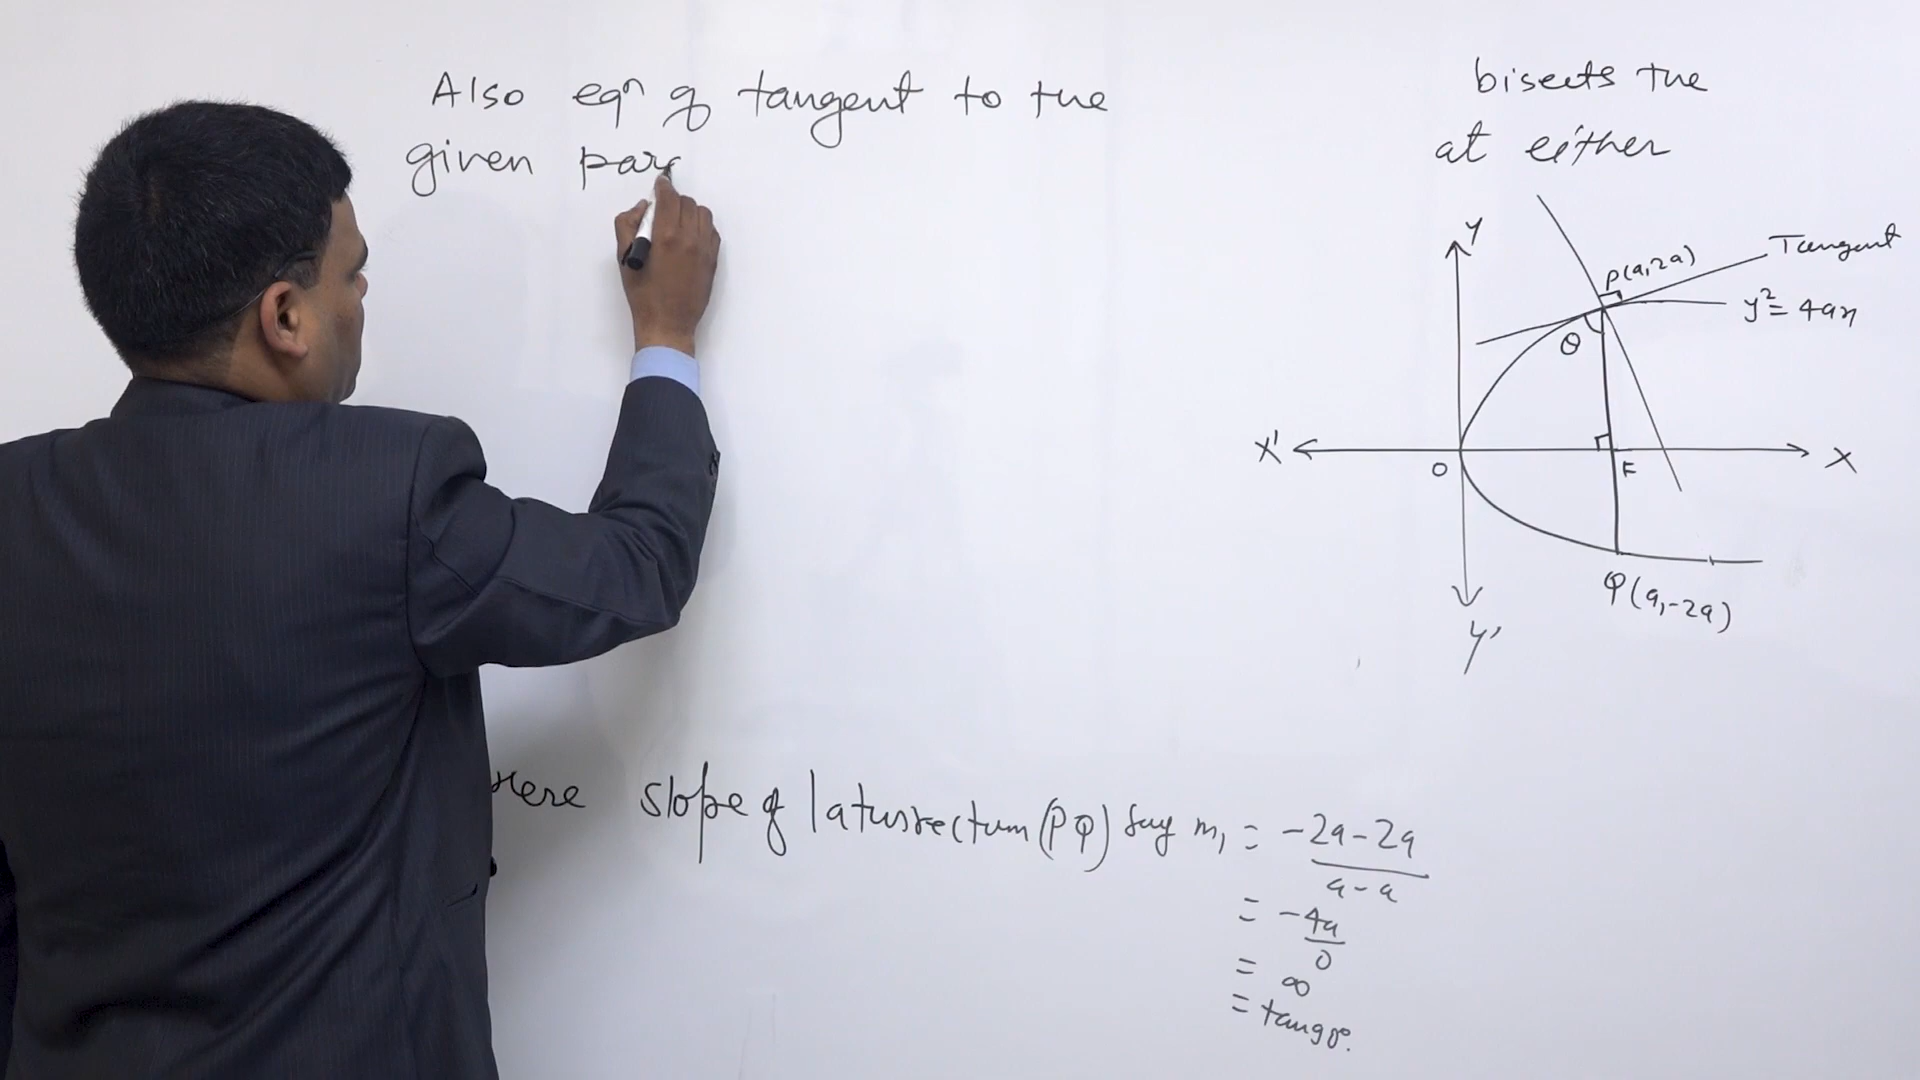 Also eqⁿ of tangent to the
given par
bisects the
at either
Y
P(a,2a)
Tangent
y² = 4ax
θ
X'
O
F
X
Q(a,-2a)
Y'
Here slope of latusrectum (PQ) say m₁ = -2a-2a / a-a
= -4a/0
= ∞
= tan90°.